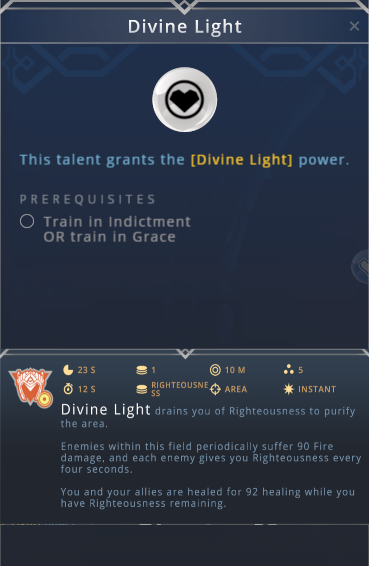 Divine Light
This talent grants the [Divine Light] power.
PREREQUISITES
Train in Indictment
OR train in Grace
23 S 1 10 M 5
12 S RIGHTEOUSNE AREA INSTANT
SS
Divine Light drains you of Righteousness to purify
the area.
Enemies within this field periodically suffer 90 Fire
damage, and each enemy gives you Righteousness every
four seconds.
You and your allies are healed for 92 healing while you
have Righteousness remaining.